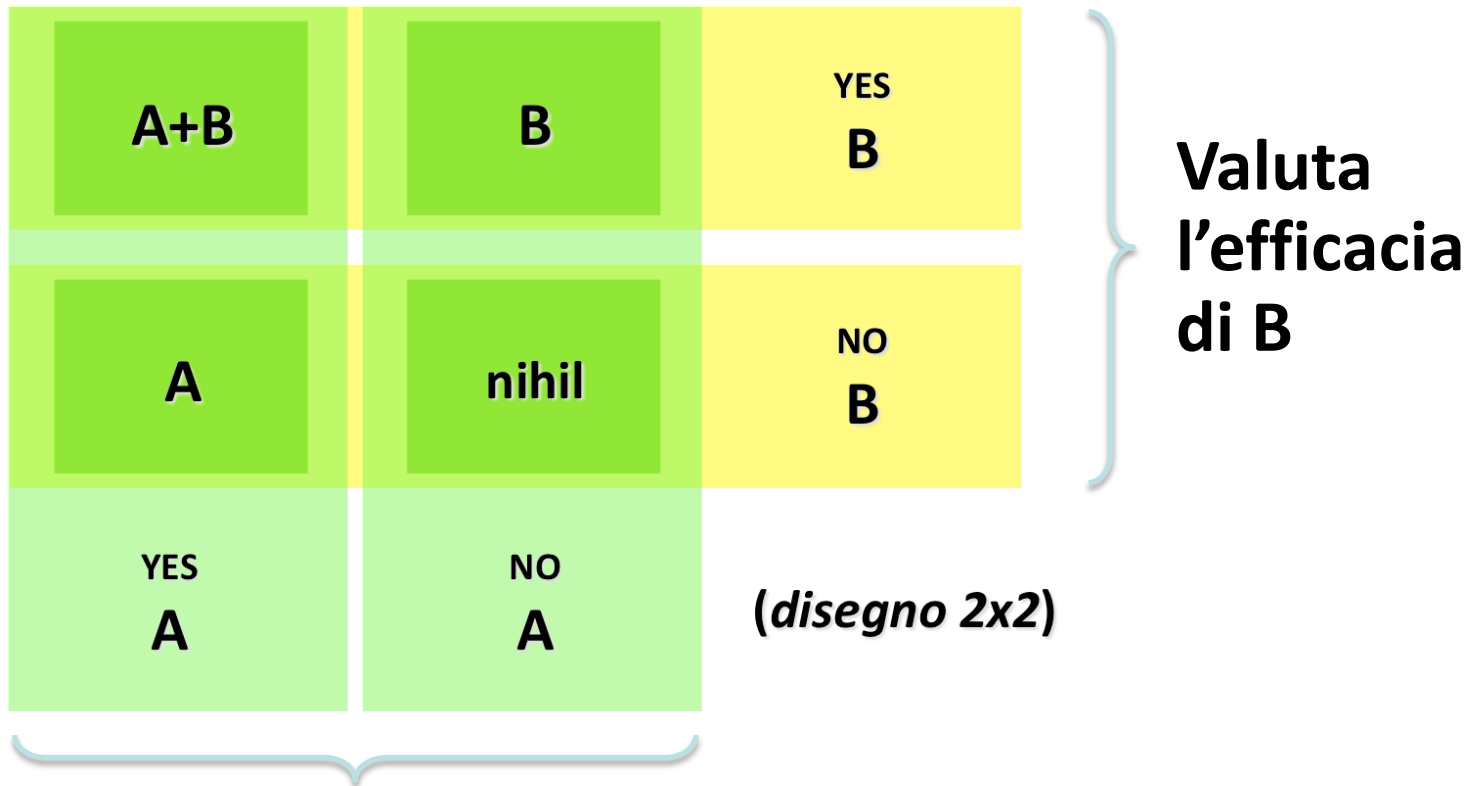 A+B
B
YES
B
Valuta
l’efficacia
di B
A
nihil
NO
B
YES
A
NO
A
(disegno 2x2)